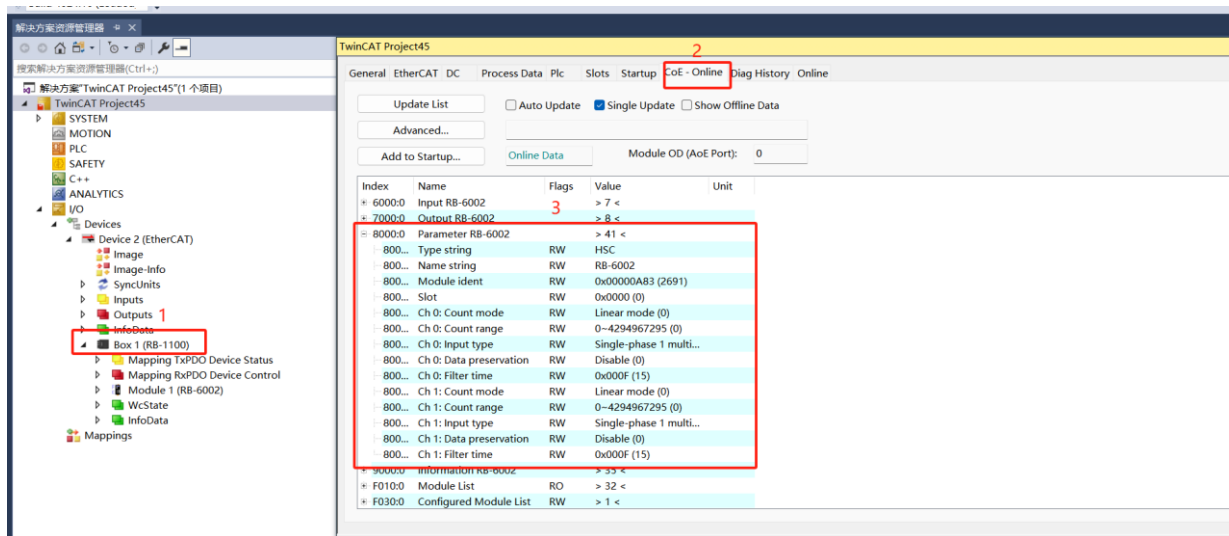 解决方案资源管理器
搜索解决方案资源管理器(Ctrl+;)
解决方案"TwinCAT Project45"(1 个项目)
TwinCAT Project45
SYSTEM
MOTION
PLC
SAFETY
C++
ANALYTICS
I/O
Devices
Device 2 (EtherCAT)
Image
Image-Info
SyncUnits
Inputs
Outputs 1
InfoData
Box 1 (RB-1100)
Mapping TxPDO Device Status
Mapping RxPDO Device Control
Module 1 (RB-6002)
WcState
InfoData
Mappings
TwinCAT Project45
2
General EtherCAT DC Process Data Plc Slots Startup CoE - Online Diag History Online
Update List Auto Update Single Update Show Offline Data
Advanced...
Add to Startup... Online Data Module OD (AoE Port): 0
Index Name Flags Value Unit
6000:0 Input RB-6002 > 7 <
3
7000:0 Output RB-6002 > 8 <
8000:0 Parameter RB-6002 > 41 <
800... Type string RW HSC
800... Name string RW RB-6002
800... Module ident RW 0x00000A83 (2691)
800... Slot RW 0x0000 (0)
800... Ch 0: Count mode RW Linear mode (0)
800... Ch 0: Count range RW 0~4294967295 (0)
800... Ch 0: Input type RW Single-phase 1 multi...
800... Ch 0: Data preservation RW Disable (0)
800... Ch 0: Filter time RW 0x000F (15)
800... Ch 1: Count mode RW Linear mode (0)
800... Ch 1: Count range RW 0~4294967295 (0)
800... Ch 1: Input type RW Single-phase 1 multi...
800... Ch 1: Data preservation RW Disable (0)
800... Ch 1: Filter time RW 0x000F (15)
9000:0 Information RB-6002 > 35 <
F010:0 Module List RO > 32 <
F030:0 Configured Module List RW > 1 <